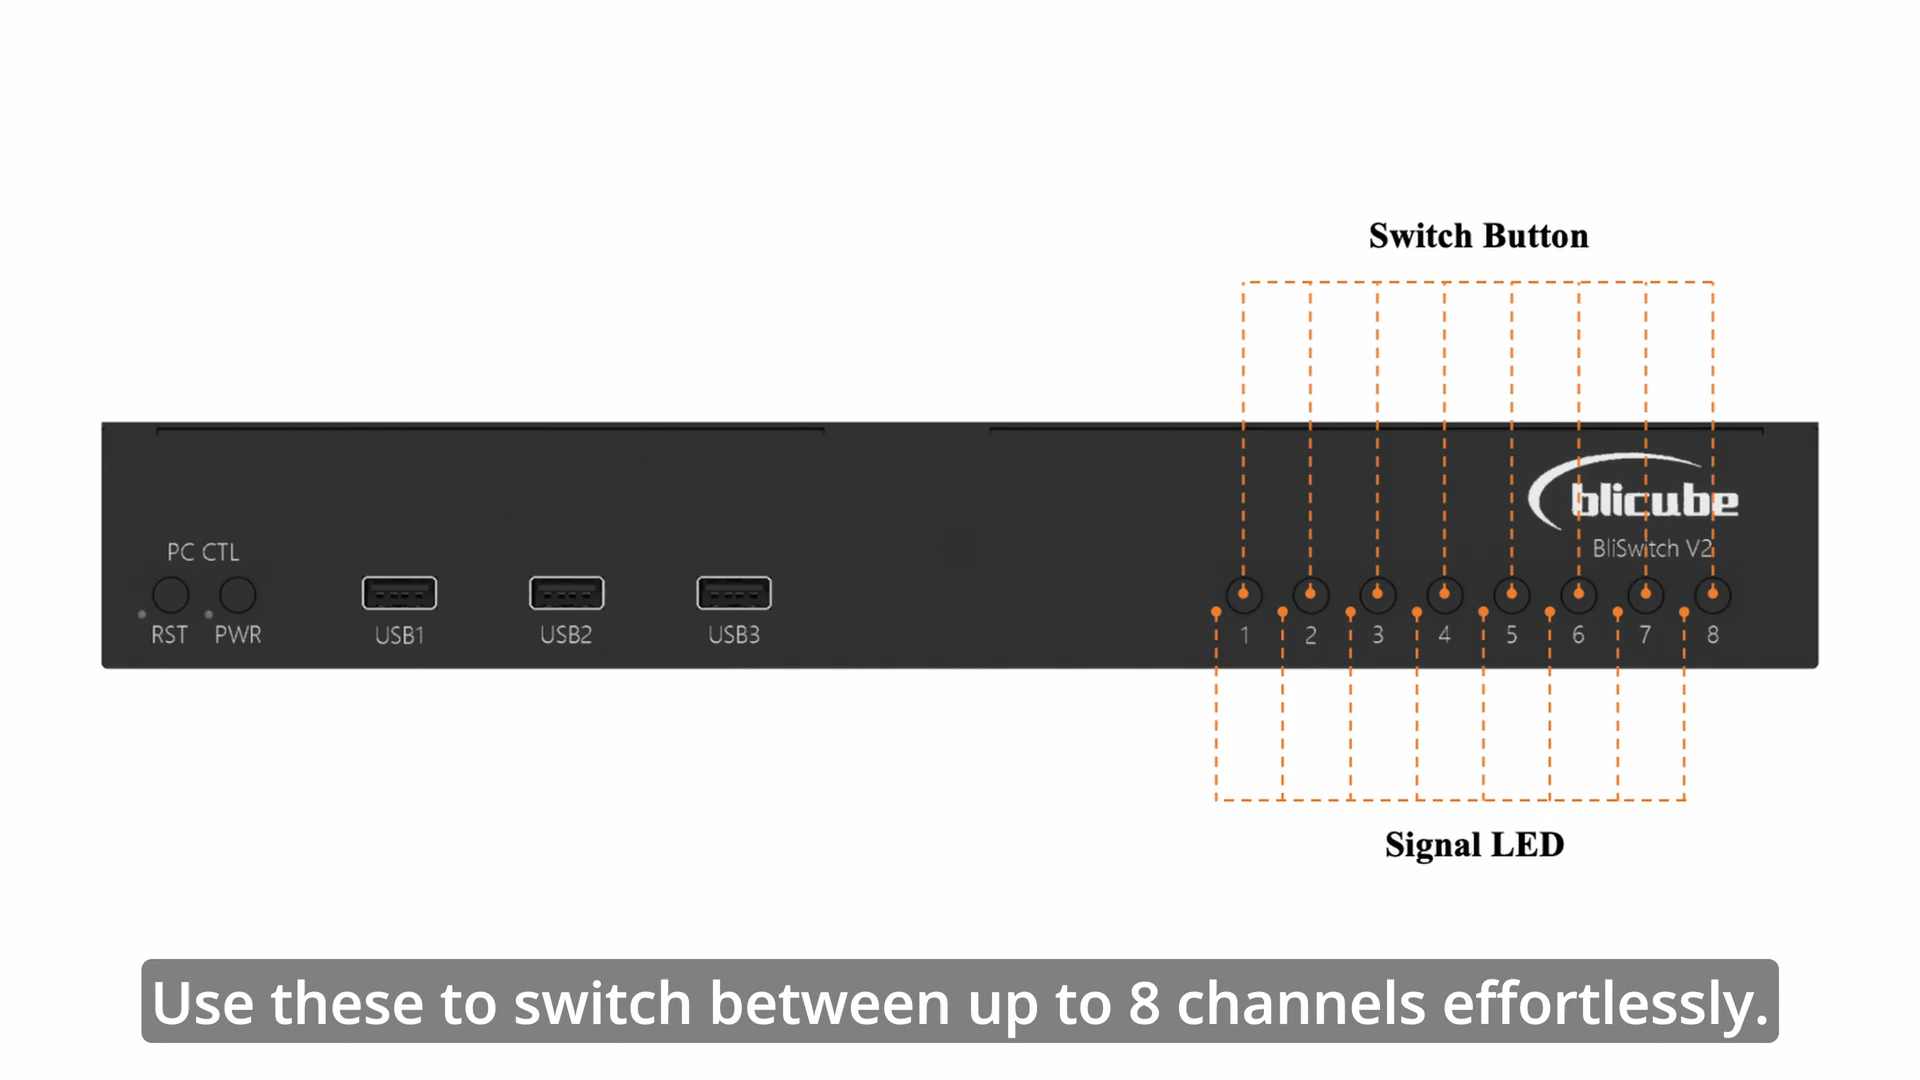 Switch Button
blicube
BliSwitch V2
PC CTL
RST PWR USB1 USB2 USB3 1 2 3 4 5 6 7 8
Signal LED
Use these to switch between up to 8 channels effortlessly.